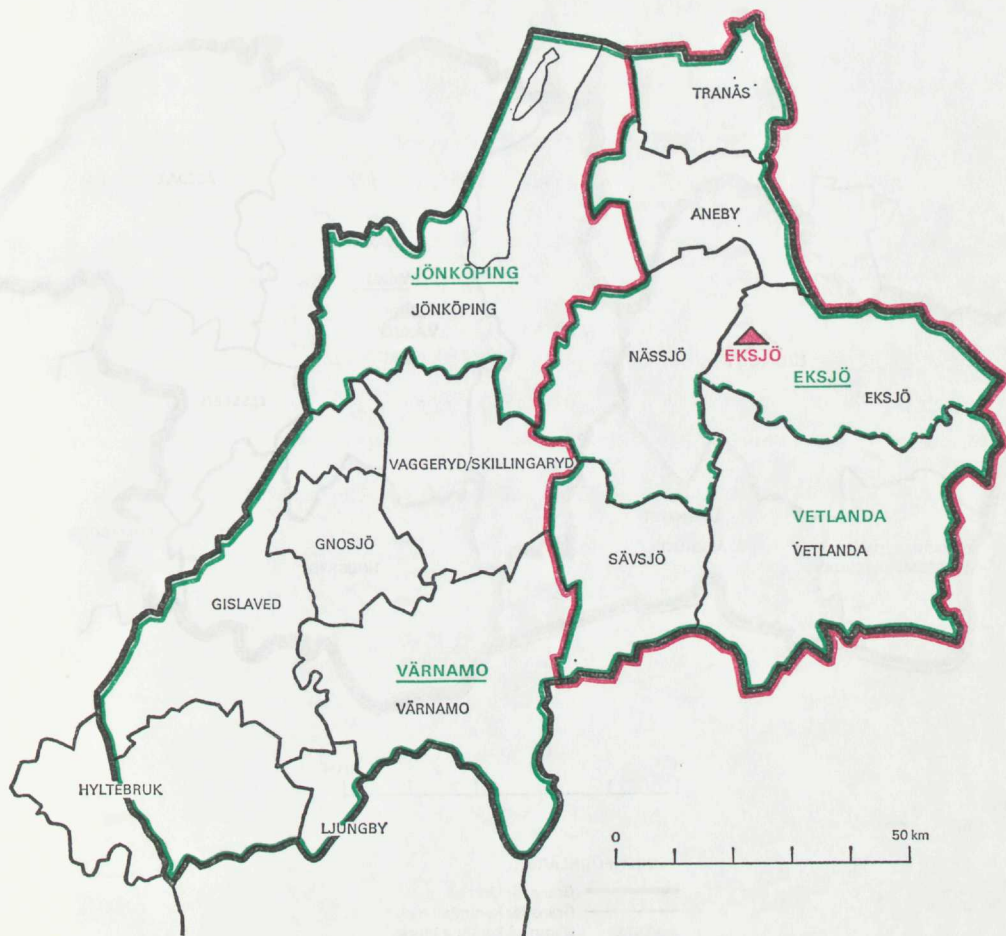 TRANÅS
ANEBY
JÖNKÖPING
JÖNKÖPING
NÄSSJÖ
EKSJÖ
EKSJÖ
EKSJÖ
VAGGERYD/SKILLINGARYD
GNOSJÖ
VETLANDA
VETLANDA
SÄVSJÖ
GISLAVED
VÄRNAMO
VÄRNAMO
HYLTEBRUK
LJUNGBY
0 50 km